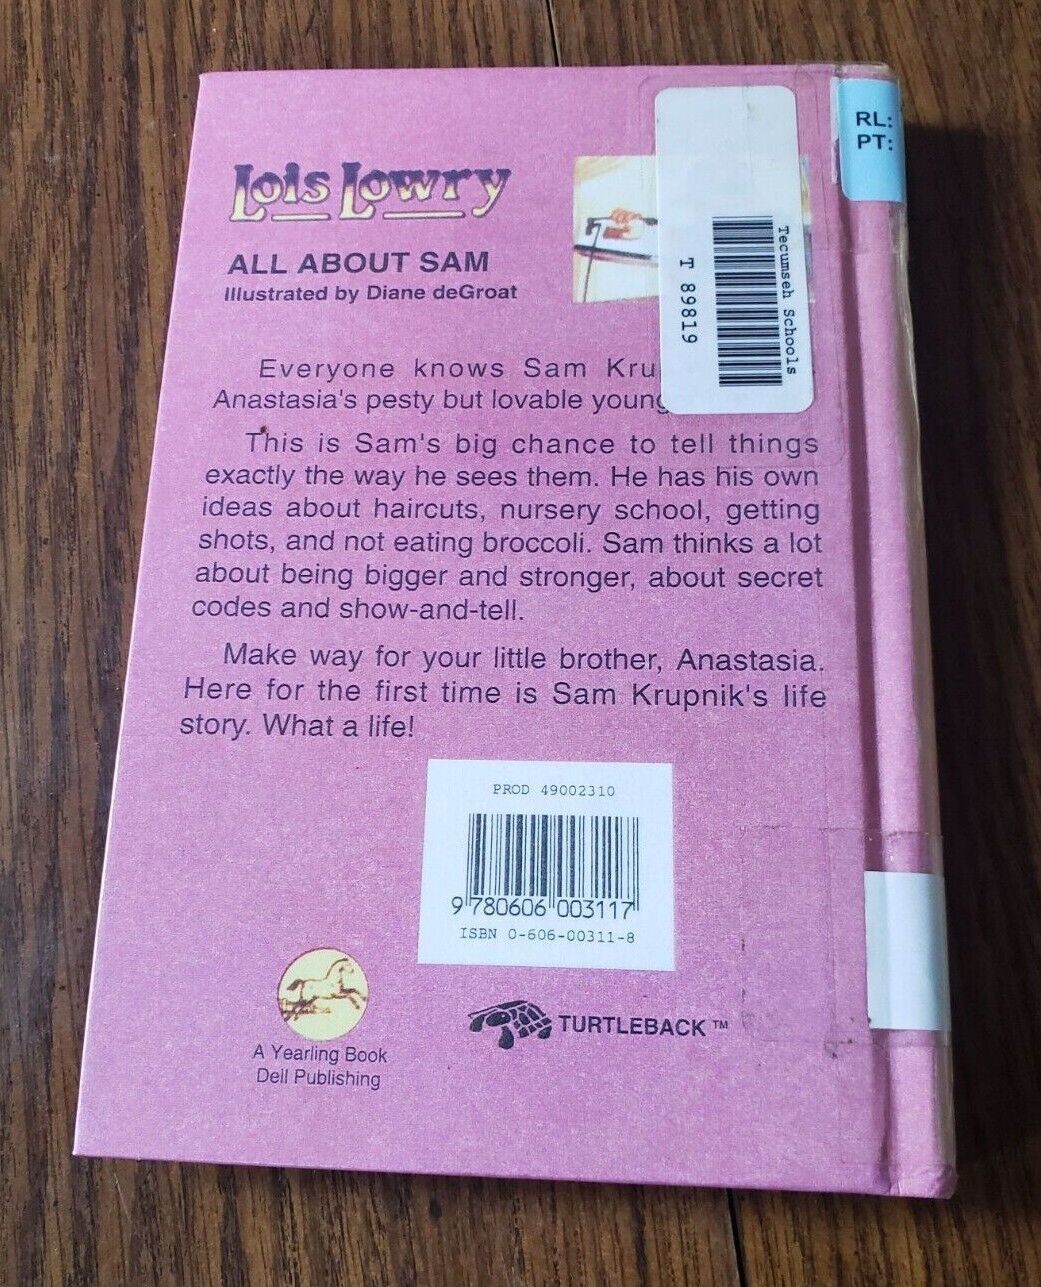 Lois Lowry
ALL ABOUT SAM
Illustrated by Diane deGroat
Tecumseh Schools
T 89819
RL:
PT:
Everyone knows Sam
Anastasia's pesty but lovable
This is Sam's big chance to tell things
exactly the way he sees them. He has his own
ideas about haircuts, nursery school, getting
shots, and not eating broccoli. Sam thinks a lot
about being bigger and stronger, about secret
codes and show-and-tell.
Make way for your little brother, Anastasia.
Here for the first time is Sam Krupnik's life
story. What a life!
PROD 49002310
9 780606 003117
ISBN 0-606-00311-8
A Yearling Book
Dell Publishing
TURTLEBACK™